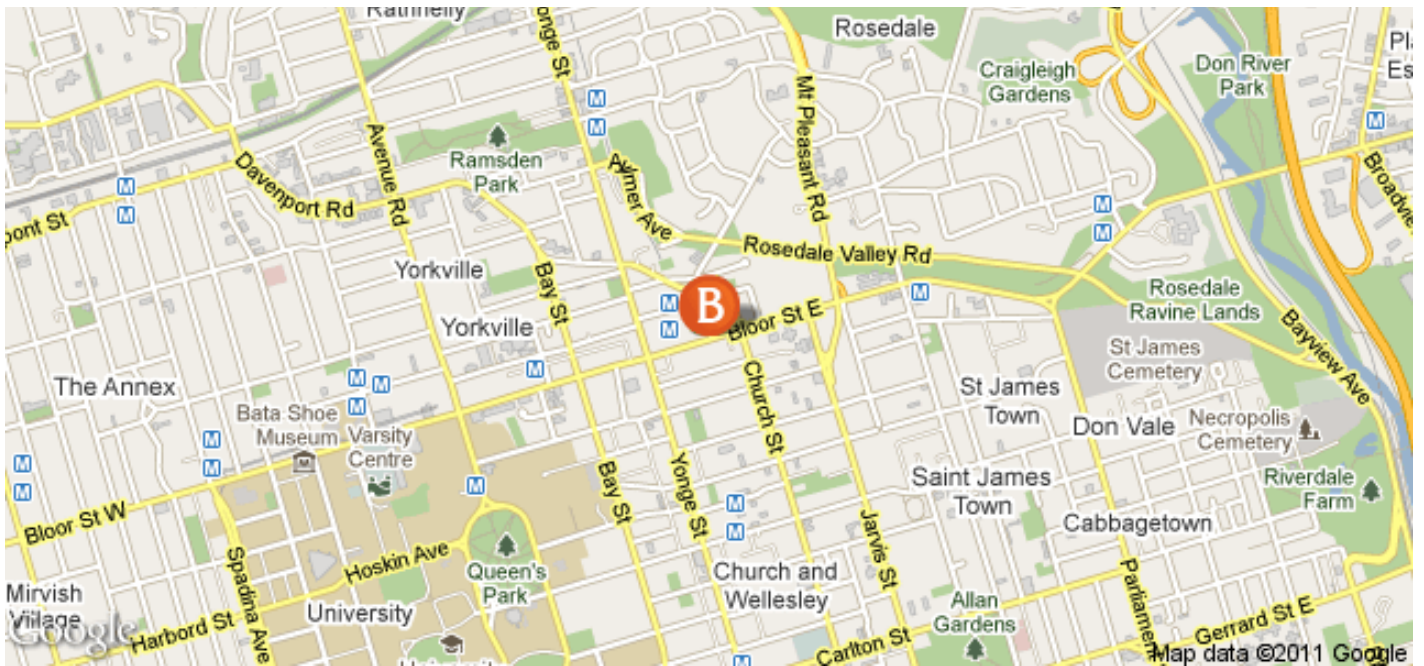 Rathnelly
Rosedale
Craigleigh
Gardens
Don River
Park
Yonge St
Mt Pleasant Rd
Avenue Rd
Ramsden
Park
Davenport Rd
Aylmer Ave
Broadview
pont St
Rosedale Valley Rd
Yorkville
Bay St
Rosedale
Ravine Lands
Yorkville
B
Bloor St E
Bayview Ave
St James
Cemetery
The Annex
St James
Town
Bata Shoe
Museum
Varsity
Centre
Church St
Don Vale
Necropolis
Cemetery
Bay St
Yonge St
Saint James
Town
Riverdale
Farm
Bloor St W
Jarvis St
Cabbagetown
Spadina Ave
Hoskin Ave
Queen's
Park
Church and
Wellesley
Parliamen
Mirvish
Village
University
Allan
Gardens
Harbord St
Carlton St
Gerrard St E
Google
Map data ©2011 Google